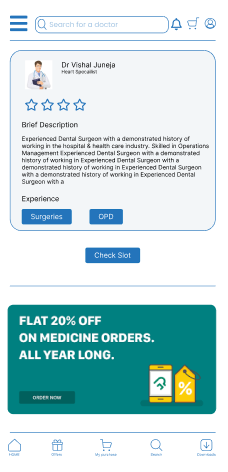 Search for a doctor
Dr Vishal Juneja
Heart Specalist
Brief Description
Experienced Dental Surgeon with a demonstrated history of
working in the hospital & health care industry. Skilled in Operations
Management Experienced Dental Surgeon with a demonstrated
history of working in Experienced Dental Surgeon with a
demonstrated history of working in Experienced Dental Surgeon
with a demonstrated history of working in Experienced Dental
Surgeon with a
Experience
Surgeries OPD
Check Slot
FLAT 20% OFF
ON MEDICINE ORDERS.
ALL YEAR LONG.
%
ORDER NOW
HOME Offers My purchase Search Downloads